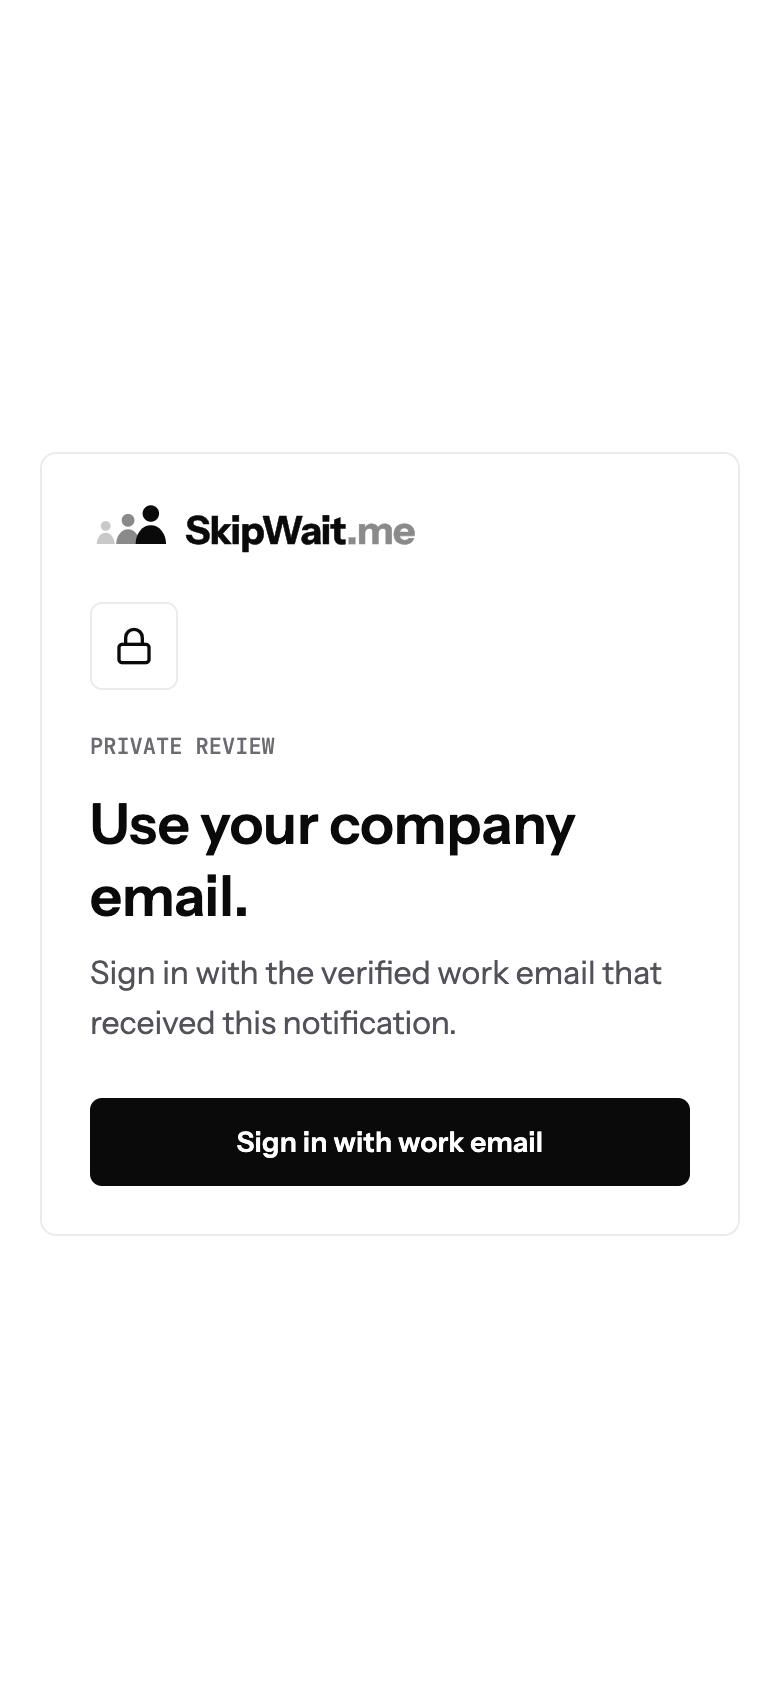 SkipWait.me
PRIVATE REVIEW
Use your company
email.
Sign in with the verified work email that
received this notification.
Sign in with work email